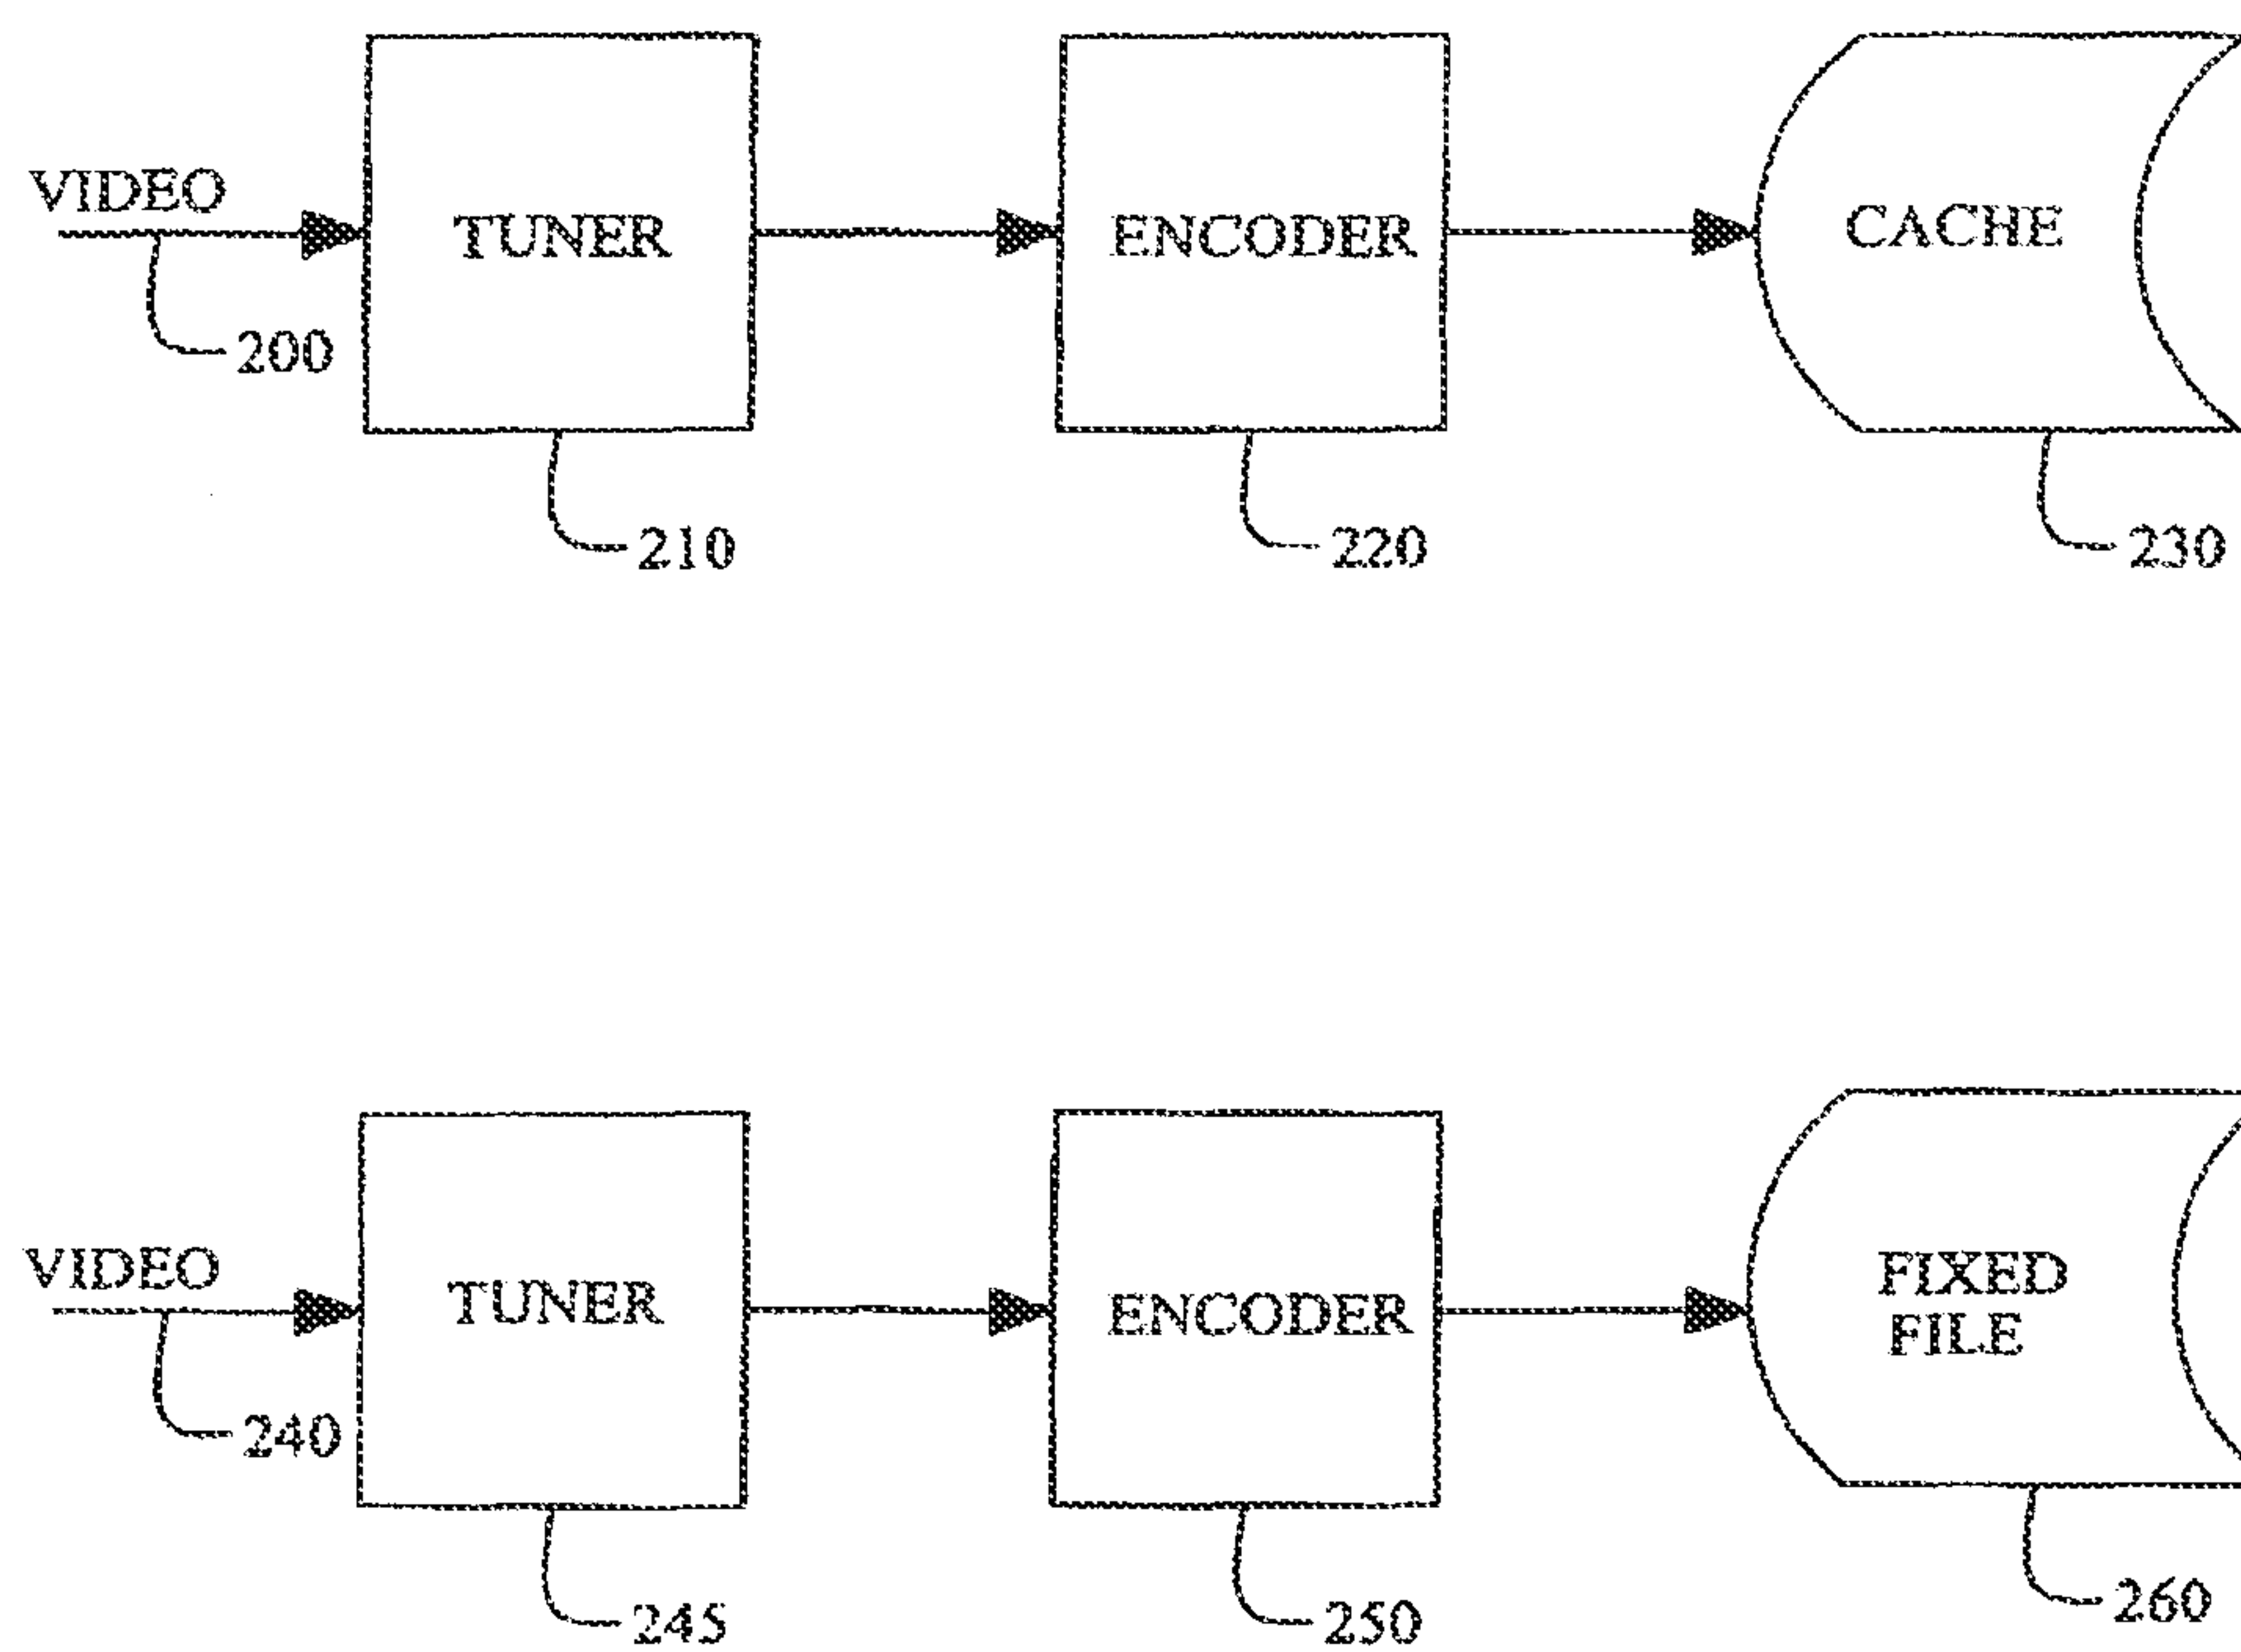 VIDEO
TUNER
ENCODER
CACHE
200
210
220
230
VIDEO
TUNER
ENCODER
FIXED
FILE
240
245
250
260